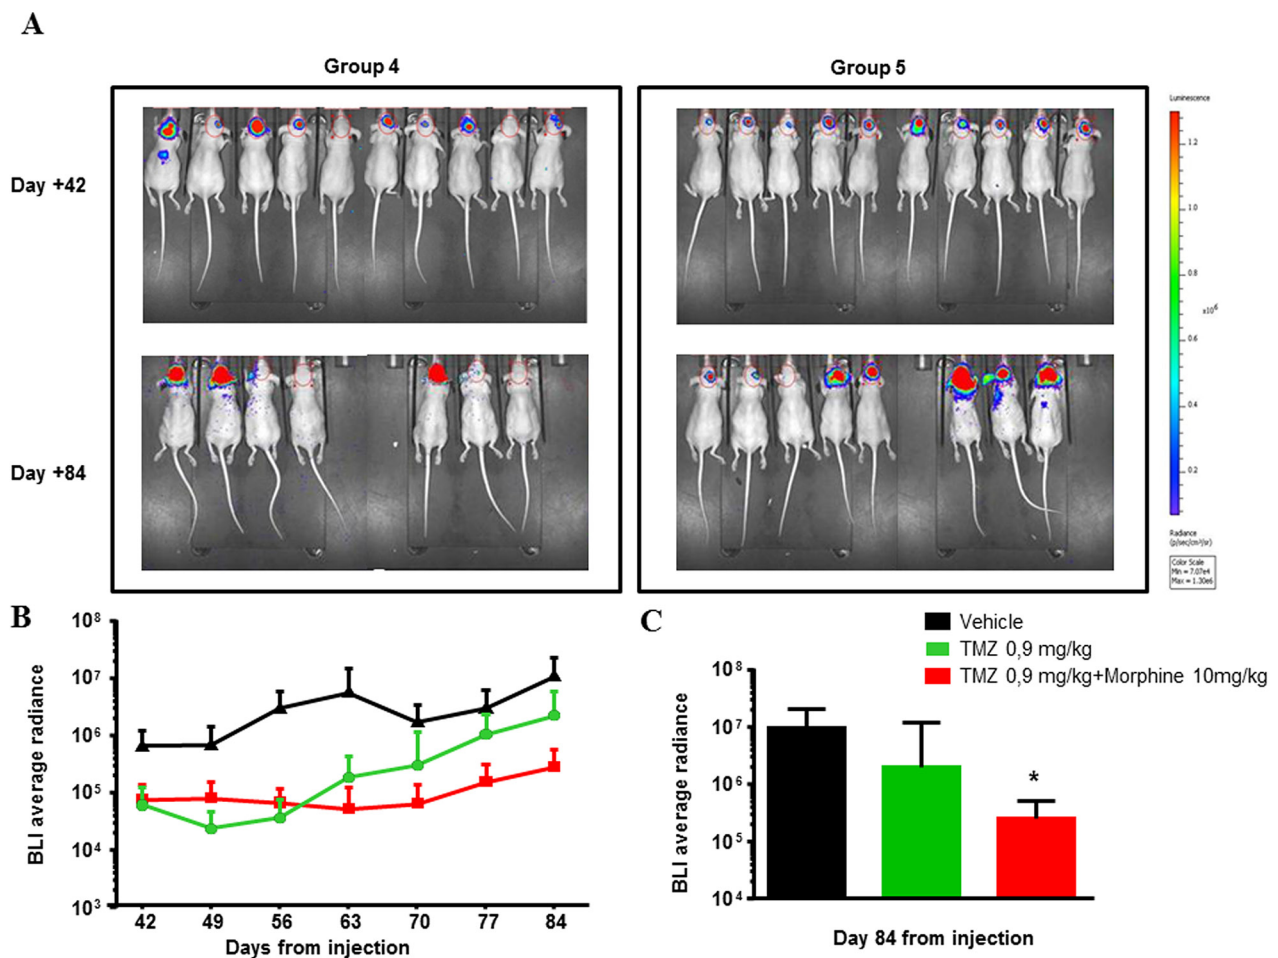 A
Group 4
Group 5
Day +42
Day +84
Luminescence
1.2
1.0
0.8
x10⁶
0.6
0.4
0.2
Radiance
(p/sec/cm²/sr)
Color Scale
Min = 7.07e4
Max = 1.30e6
B
BLI average radiance
10⁸
10⁷
10⁶
10⁵
10⁴
10³
42 49 56 63 70 77 84
Days from injection
C
Vehicle
TMZ 0,9 mg/kg
TMZ 0,9 mg/kg+Morphine 10mg/kg
BLI average radiance
10⁸
10⁷
10⁶
10⁵
10⁴
*
Day 84 from injection